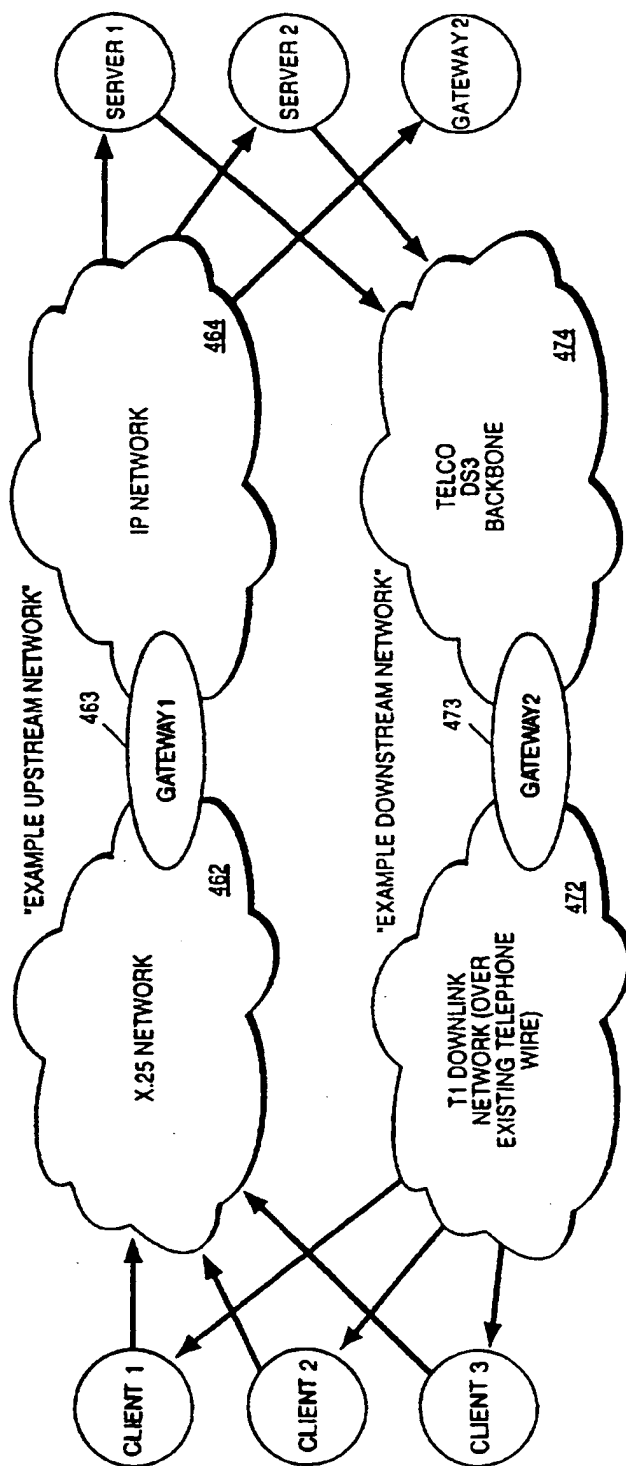 "EXAMPLE UPSTREAM NETWORK"
CLIENT 1
CLIENT 2
CLIENT 3
X.25 NETWORK
462
463
GATEWAY1
IP NETWORK
464
SERVER 1
SERVER 2
GATEWAY 2
"EXAMPLE DOWNSTREAM NETWORK"
T1 DOWNLINK
NETWORK (OVER
EXISTING TELEPHONE
WIRE)
472
473
GATEWAY2
TELCO
DS3
BACKBONE
474